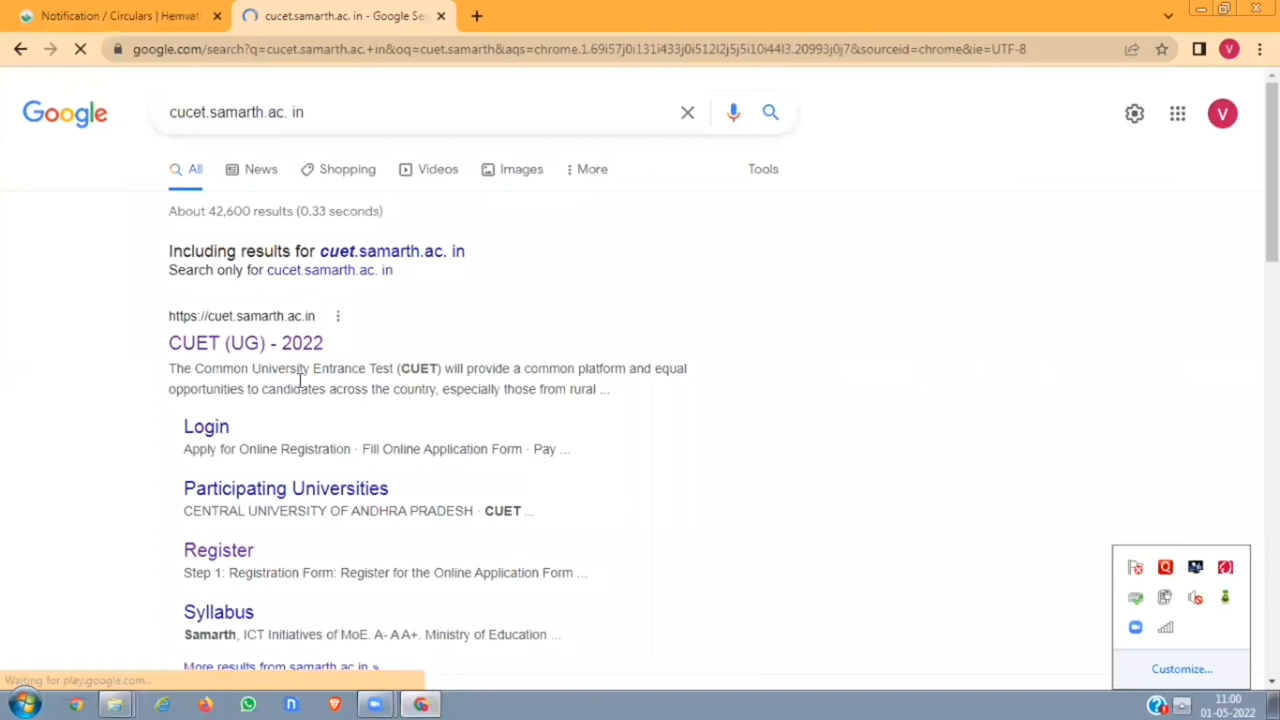 Notification / Circulars | Hemvat
cucet.samarth.ac. in - Google Se
google.com/search?q=cucet.samarth.ac.+in&oq=cuet.samarth&aqs=chrome.1.69i57j0i131i433j0i512l2j5j5i10i44l3.20993j0j7&sourceid=chrome&ie=UTF-8
V
Google
cucet.samarth.ac. in
V
All
News
Shopping
Videos
Images
More
Tools
About 42,600 results (0.33 seconds)
Including results for cuet.samarth.ac. in
Search only for cucet.samarth.ac. in
https://cuet.samarth.ac.in
CUET (UG) - 2022
The Common University Entrance Test (CUET) will provide a common platform and equal
opportunities to candidates across the country, especially those from rural ...
Login
Apply for Online Registration · Fill Online Application Form · Pay ...
Participating Universities
CENTRAL UNIVERSITY OF ANDHRA PRADESH · CUET ...
Register
Step 1: Registration Form: Register for the Online Application Form ...
Syllabus
Samarth, ICT Initiatives of MoE. A- A A+. Ministry of Education ...
More results from samarth.ac.in »
Customize...
Waiting for play.google.com...
11:00
01-05-2022